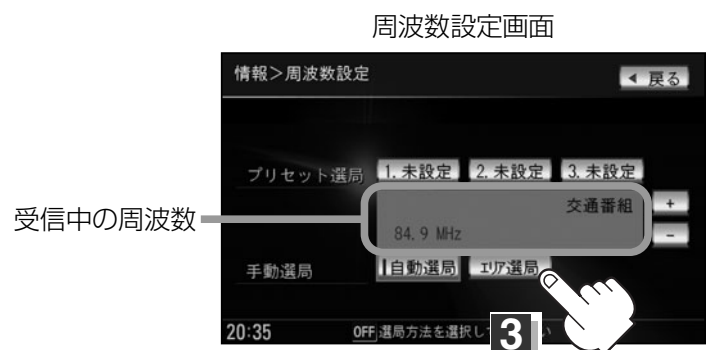 周波数設定画面
情報＞周波数設定
◀ 戻る
プリセット選局 1.未設定 2.未設定 3.未設定
交通番組 +
受信中の周波数
84.9 MHz -
手動選局 自動選局 エリア選局
20:35 OFF 選局方法を選択して い
3